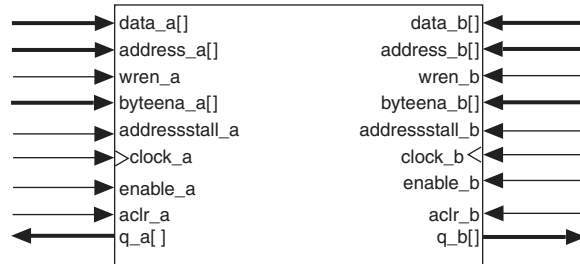 data_a[] data_b[]
address_a[] address_b[]
wren_a wren_b
byteena_a[] byteena_b[]
addressstall_a addressstall_b
clock_a clock_b
enable_a enable_b
aclr_a aclr_b
q_a[ ] q_b[]